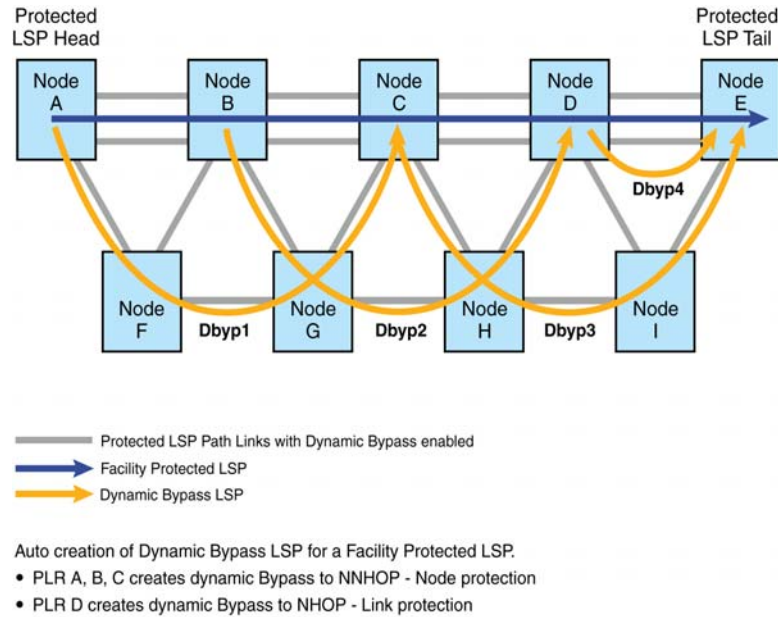 Protected
LSP Head
Protected
LSP Tail
Node
A
Node
B
Node
C
Node
D
Node
E
Dbyp4
Node
F
Dbyp1
Node
G
Dbyp2
Node
H
Dbyp3
Node
I
Protected LSP Path Links with Dynamic Bypass enabled
Facility Protected LSP
Dynamic Bypass LSP
Auto creation of Dynamic Bypass LSP for a Facility Protected LSP.
• PLR A, B, C creates dynamic Bypass to NNHOP - Node protection
• PLR D creates dynamic Bypass to NHOP - Link protection